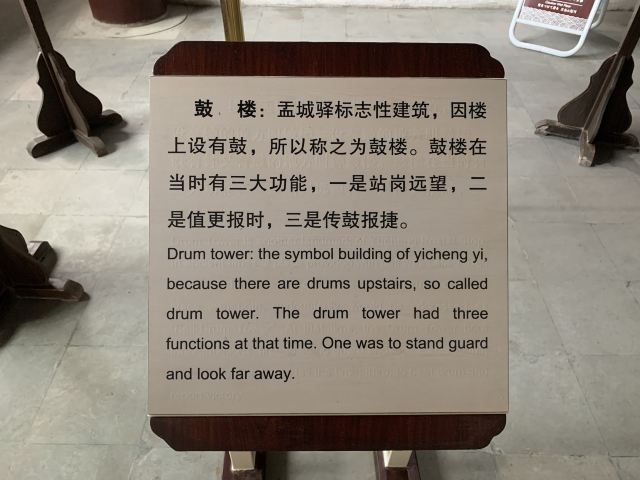 鼓 楼：盂城驿标志性建筑，因楼
上设有鼓，所以称之为鼓楼。鼓楼在
当时有三大功能，一是站岗远望，二
是值更报时，三是传鼓报捷。
Drum tower: the symbol building of yicheng yi,
because there are drums upstairs, so called
drum tower. The drum tower had three
functions at that time. One was to stand guard
and look far away.